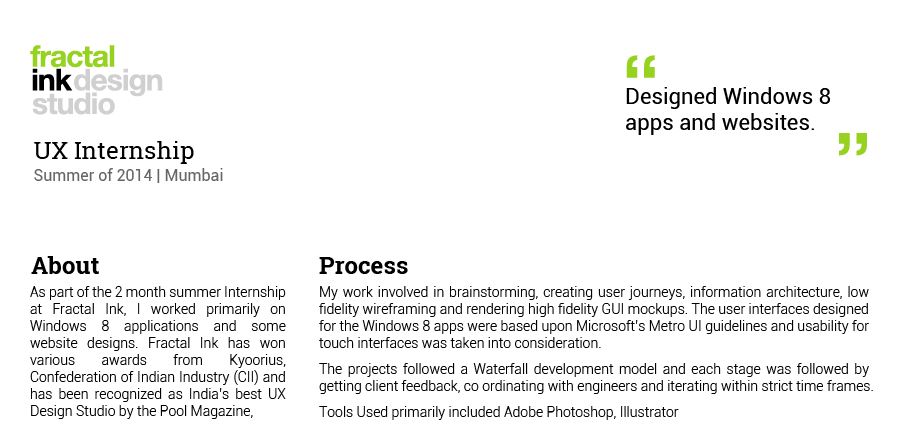 fractal
inkdesign
studio
UX Internship
Summer of 2014 | Mumbai
“
Designed Windows 8
apps and websites.
”
About
As part of the 2 month summer Internship
at Fractal Ink, I worked primarily on
Windows 8 applications and some
website designs. Fractal Ink has won
various awards from Kyoorius,
Confederation of Indian Industry (CII) and
has been recognized as India's best UX
Design Studio by the Pool Magazine,
Process
My work involved in brainstorming, creating user journeys, information architecture, low
fidelity wireframing and rendering high fidelity GUI mockups. The user interfaces designed
for the Windows 8 apps were based upon Microsoft's Metro UI guidelines and usability for
touch interfaces was taken into consideration.
The projects followed a Waterfall development model and each stage was followed by
getting client feedback, co ordinating with engineers and iterating within strict time frames.
Tools Used primarily included Adobe Photoshop, Illustrator